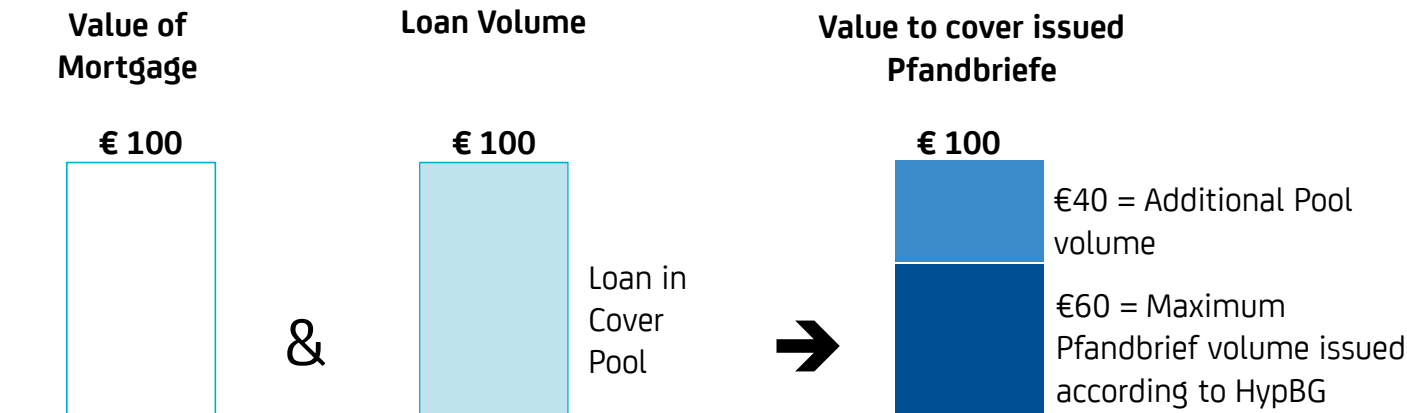 Value of
Mortgage
Loan Volume
Value to cover issued
Pfandbriefe
€ 100
€ 100
€ 100
€40 = Additional Pool
volume
Loan in
Cover
Pool
&
➔
€60 = Maximum
Pfandbrief volume issued
according to HypBG